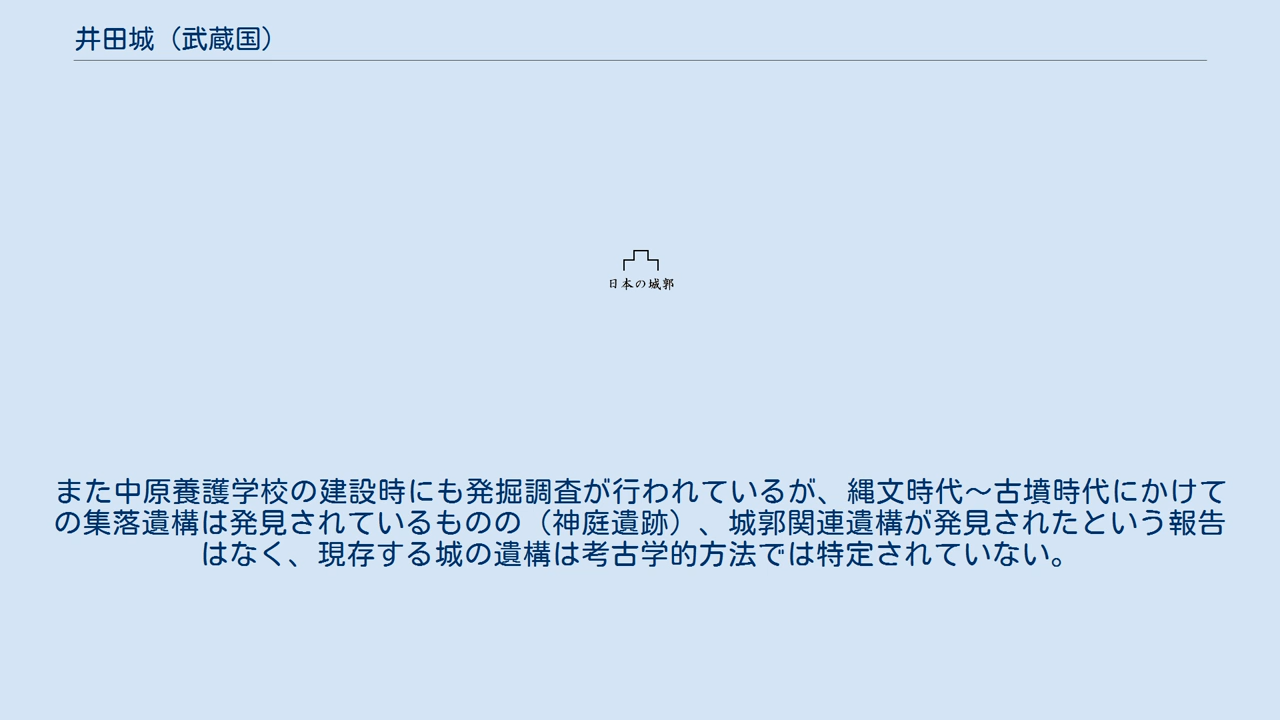 井田城（武蔵国）
日本の城郭
また中原養護学校の建設時にも発掘調査が行われているが、縄文時代～古墳時代にかけて
の集落遺構は発見されているものの（神庭遺跡）、城郭関連遺構が発見されたという報告
はなく、現存する城の遺構は考古学的方法では特定されていない。